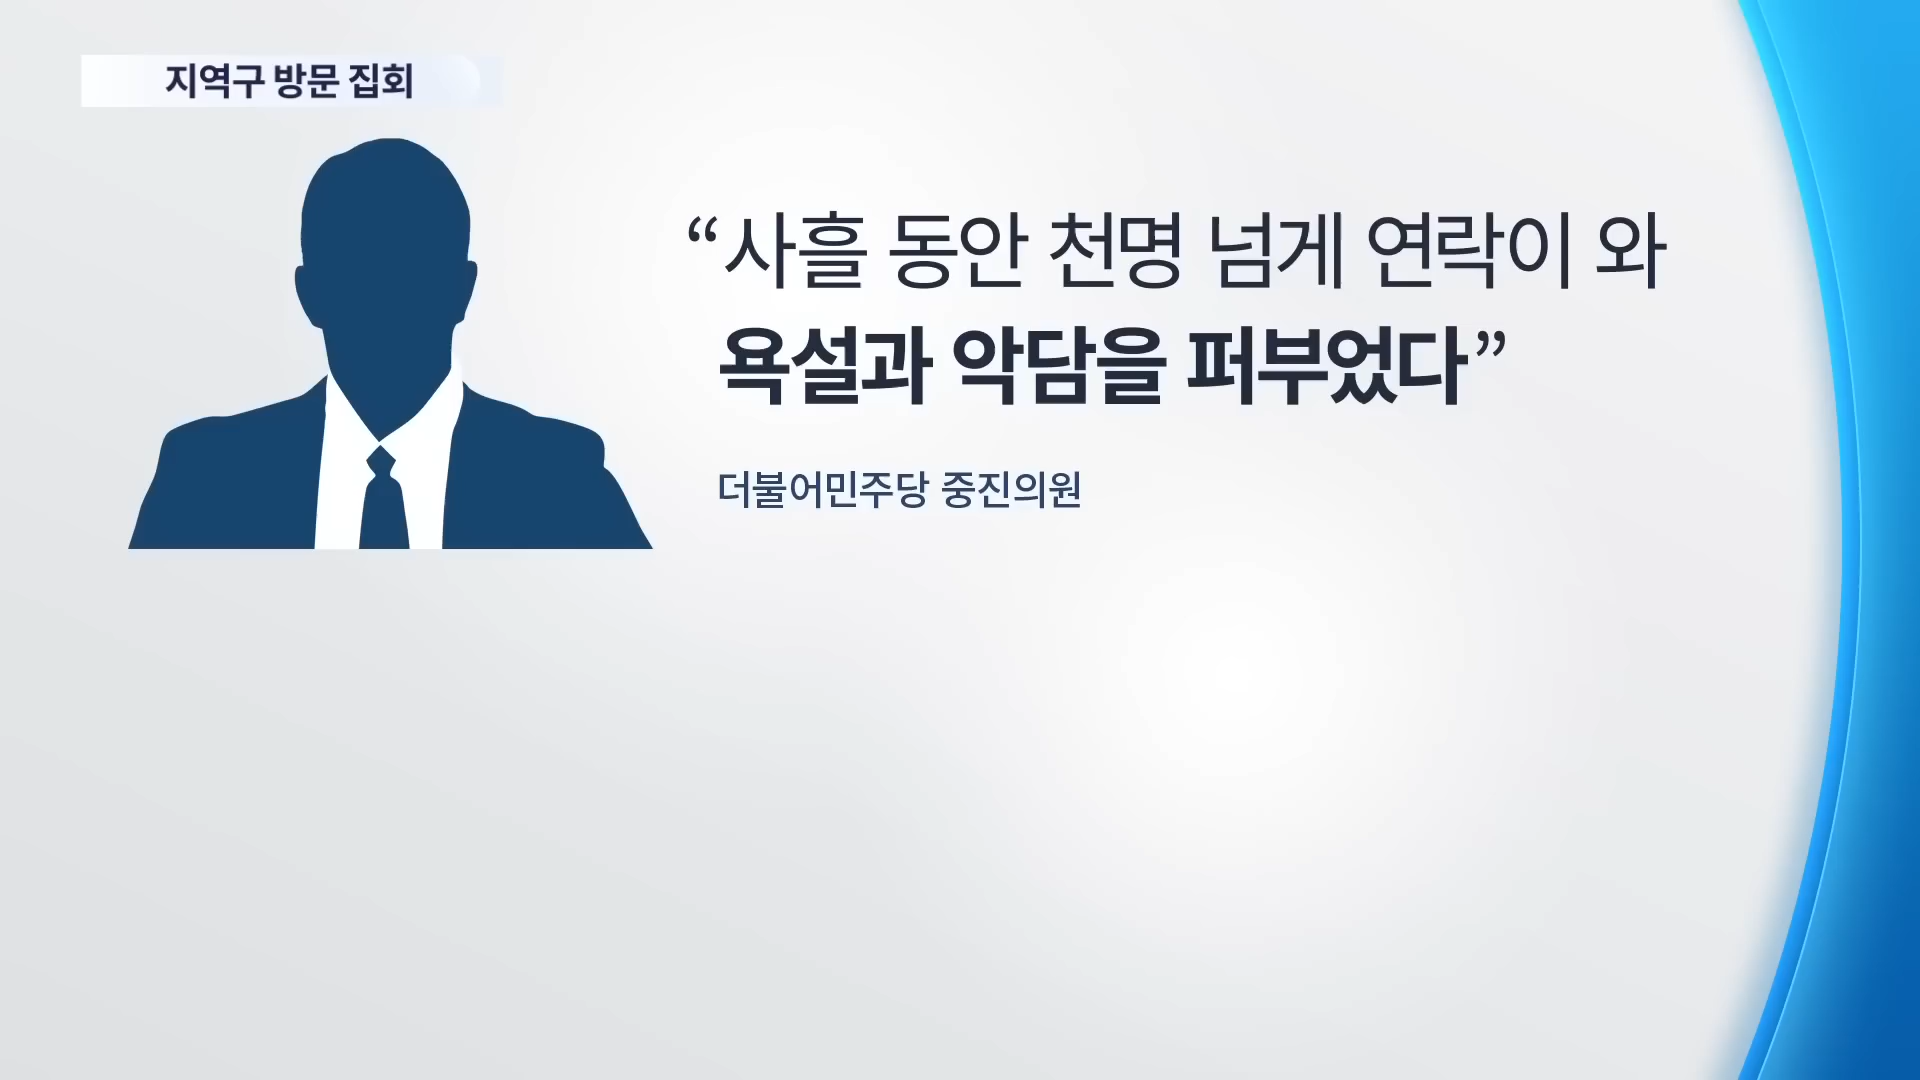 지역구 방문 집회
“사흘 동안 천명 넘게 연락이 와
욕설과 악담을 퍼부었다”
더불어민주당 중진의원